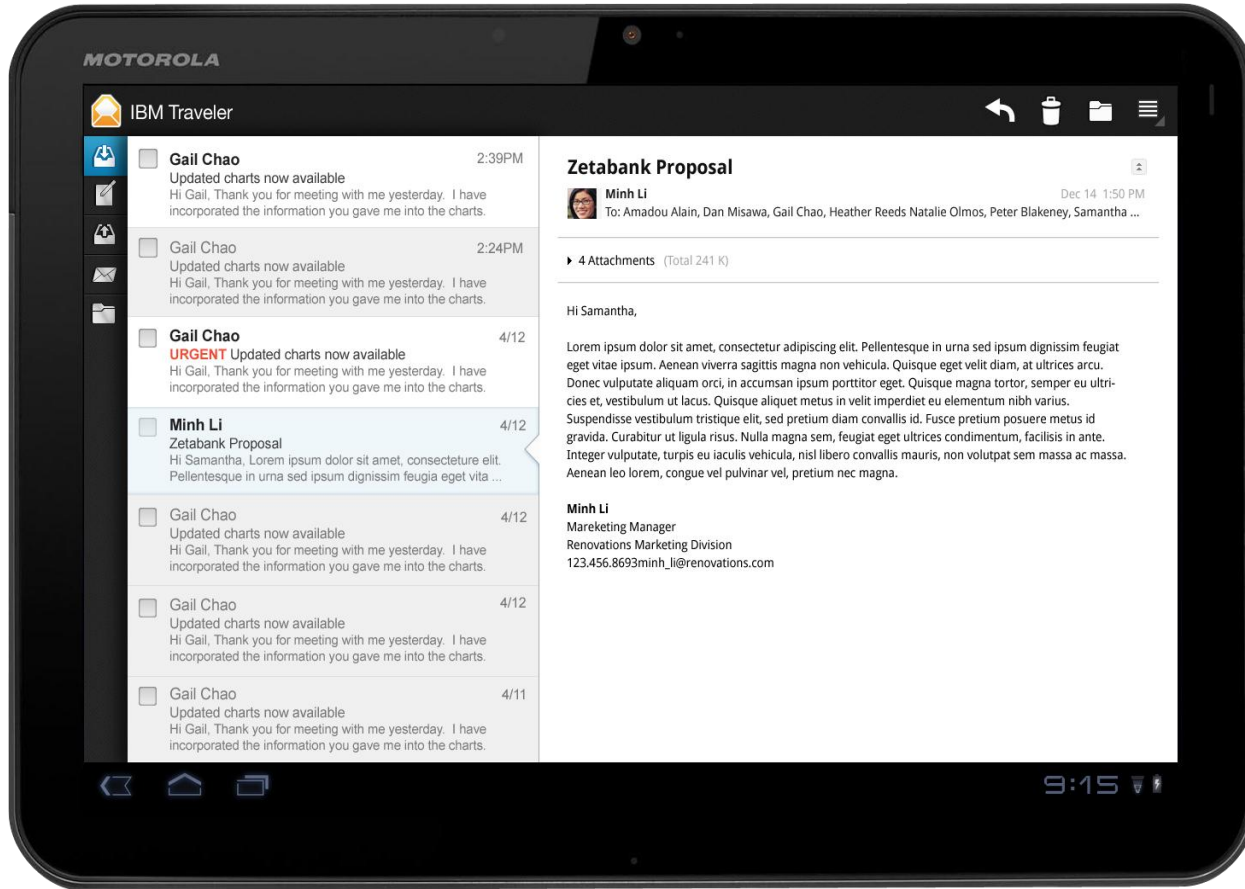 MOTOROLA
IBM Traveler
Gail Chao 2:39PM
Updated charts now available
Hi Gail, Thank you for meeting with me yesterday.  I have
incorporated the information you gave me into the charts.
Gail Chao 2:24PM
Updated charts now available
Hi Gail, Thank you for meeting with me yesterday.  I have
incorporated the information you gave me into the charts.
Gail Chao 4/12
URGENT Updated charts now available
Hi Gail, Thank you for meeting with me yesterday.  I have
incorporated the information you gave me into the charts.
Minh Li 4/12
Zetabank Proposal
Hi Samantha, Lorem ipsum dolor sit amet, consecteture elit.
Pellentesque in urna sed ipsum dignissim feugia eget vita ...
Gail Chao 4/12
Updated charts now available
Hi Gail, Thank you for meeting with me yesterday.  I have
incorporated the information you gave me into the charts.
Gail Chao 4/12
Updated charts now available
Hi Gail, Thank you for meeting with me yesterday.  I have
incorporated the information you gave me into the charts.
Gail Chao 4/11
Updated charts now available
Hi Gail, Thank you for meeting with me yesterday.  I have
incorporated the information you gave me into the charts.
Zetabank Proposal
Minh Li Dec 14 1:50 PM
To: Amadou Alain, Dan Misawa, Gail Chao, Heather Reeds Natalie Olmos, Peter Blakeney, Samantha ...
4 Attachments (Total 241 K)
Hi Samantha,
Lorem ipsum dolor sit amet, consectetur adipiscing elit. Pellentesque in urna sed ipsum dignissim feugiat
eget vitae ipsum. Aenean viverra sagittis magna non vehicula. Quisque eget velit diam, at ultrices arcu.
Donec vulputate aliquam orci, in accumsan ipsum porttitor eget. Quisque magna tortor, semper eu ultri-
cies et, vestibulum ut lacus. Quisque aliquet metus in velit imperdiet eu elementum nibh varius.
Suspendisse vestibulum tristique elit, sed pretium diam convallis id. Fusce pretium posuere metus id
gravida. Curabitur ut ligula risus. Nulla magna sem, feugiat eget ultrices condimentum, facilisis in ante.
Integer vulputate, turpis eu iaculis vehicula, nisl libero convallis mauris, non volutpat sem massa ac massa.
Aenean leo lorem, congue vel pulvinar vel, pretium nec magna.
Minh Li
Mareketing Manager
Renovations Marketing Division
123.456.8693minh_li@renovations.com
9:15